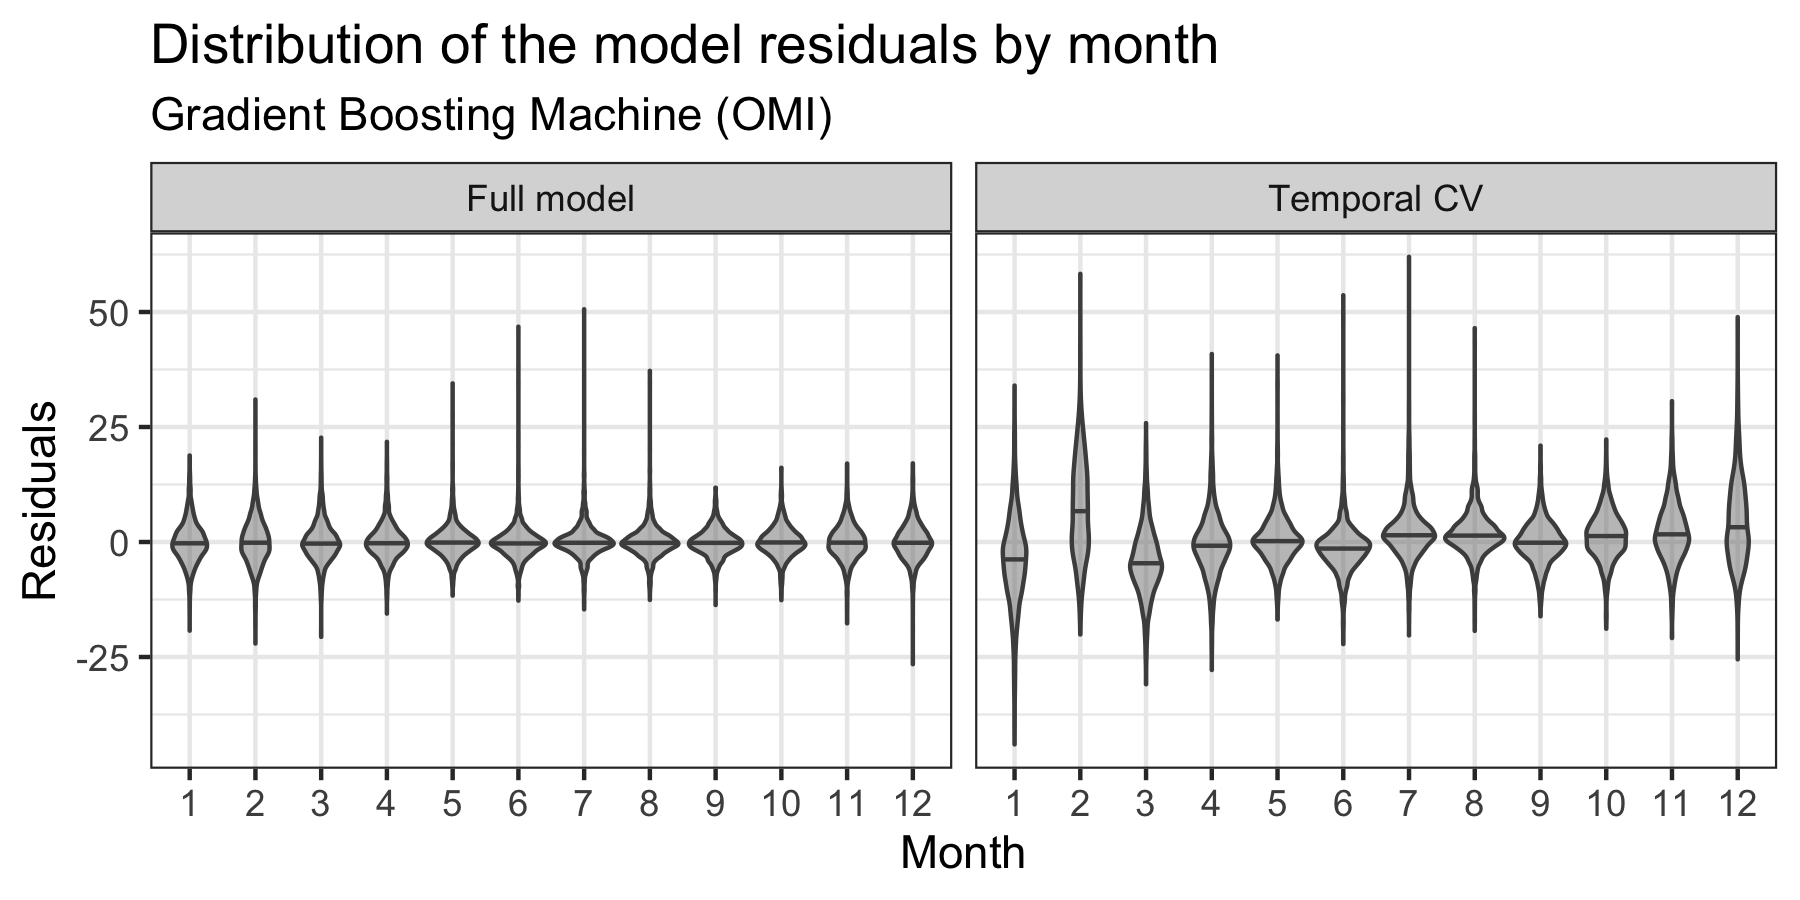 Distribution of the model residuals by month
Gradient Boosting Machine (OMI)
Full model
Temporal CV
Residuals
50
25
0
-25
1 2 3 4 5 6 7 8 9 10 11 12
1 2 3 4 5 6 7 8 9 10 11 12
Month